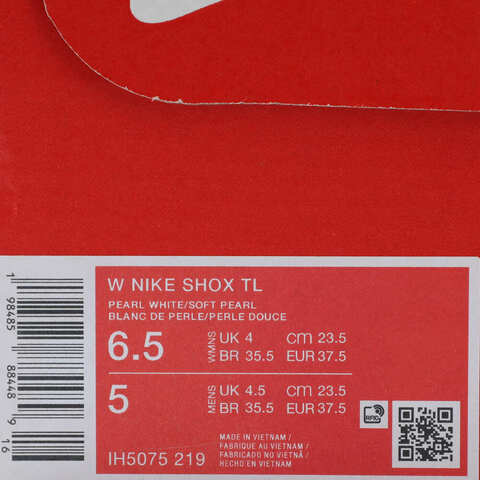 W NIKE SHOX TL
PEARL WHITE/SOFT PEARL
BLANC DE PERLE/PERLE DOUCE
6.5 WMNS UK 4 cm 23.5
BR 35.5 EUR 37.5
5 MENS UK 4.5 cm 23.5
BR 35.5 EUR 37.5
MADE IN VIETNAM /
FABRIQUE AU VIETNAM /
FABRICADO NO VIETNÃ /
HECHO EN VIETNAM
IH5075 219
RFID
1 98485 88448 9 16